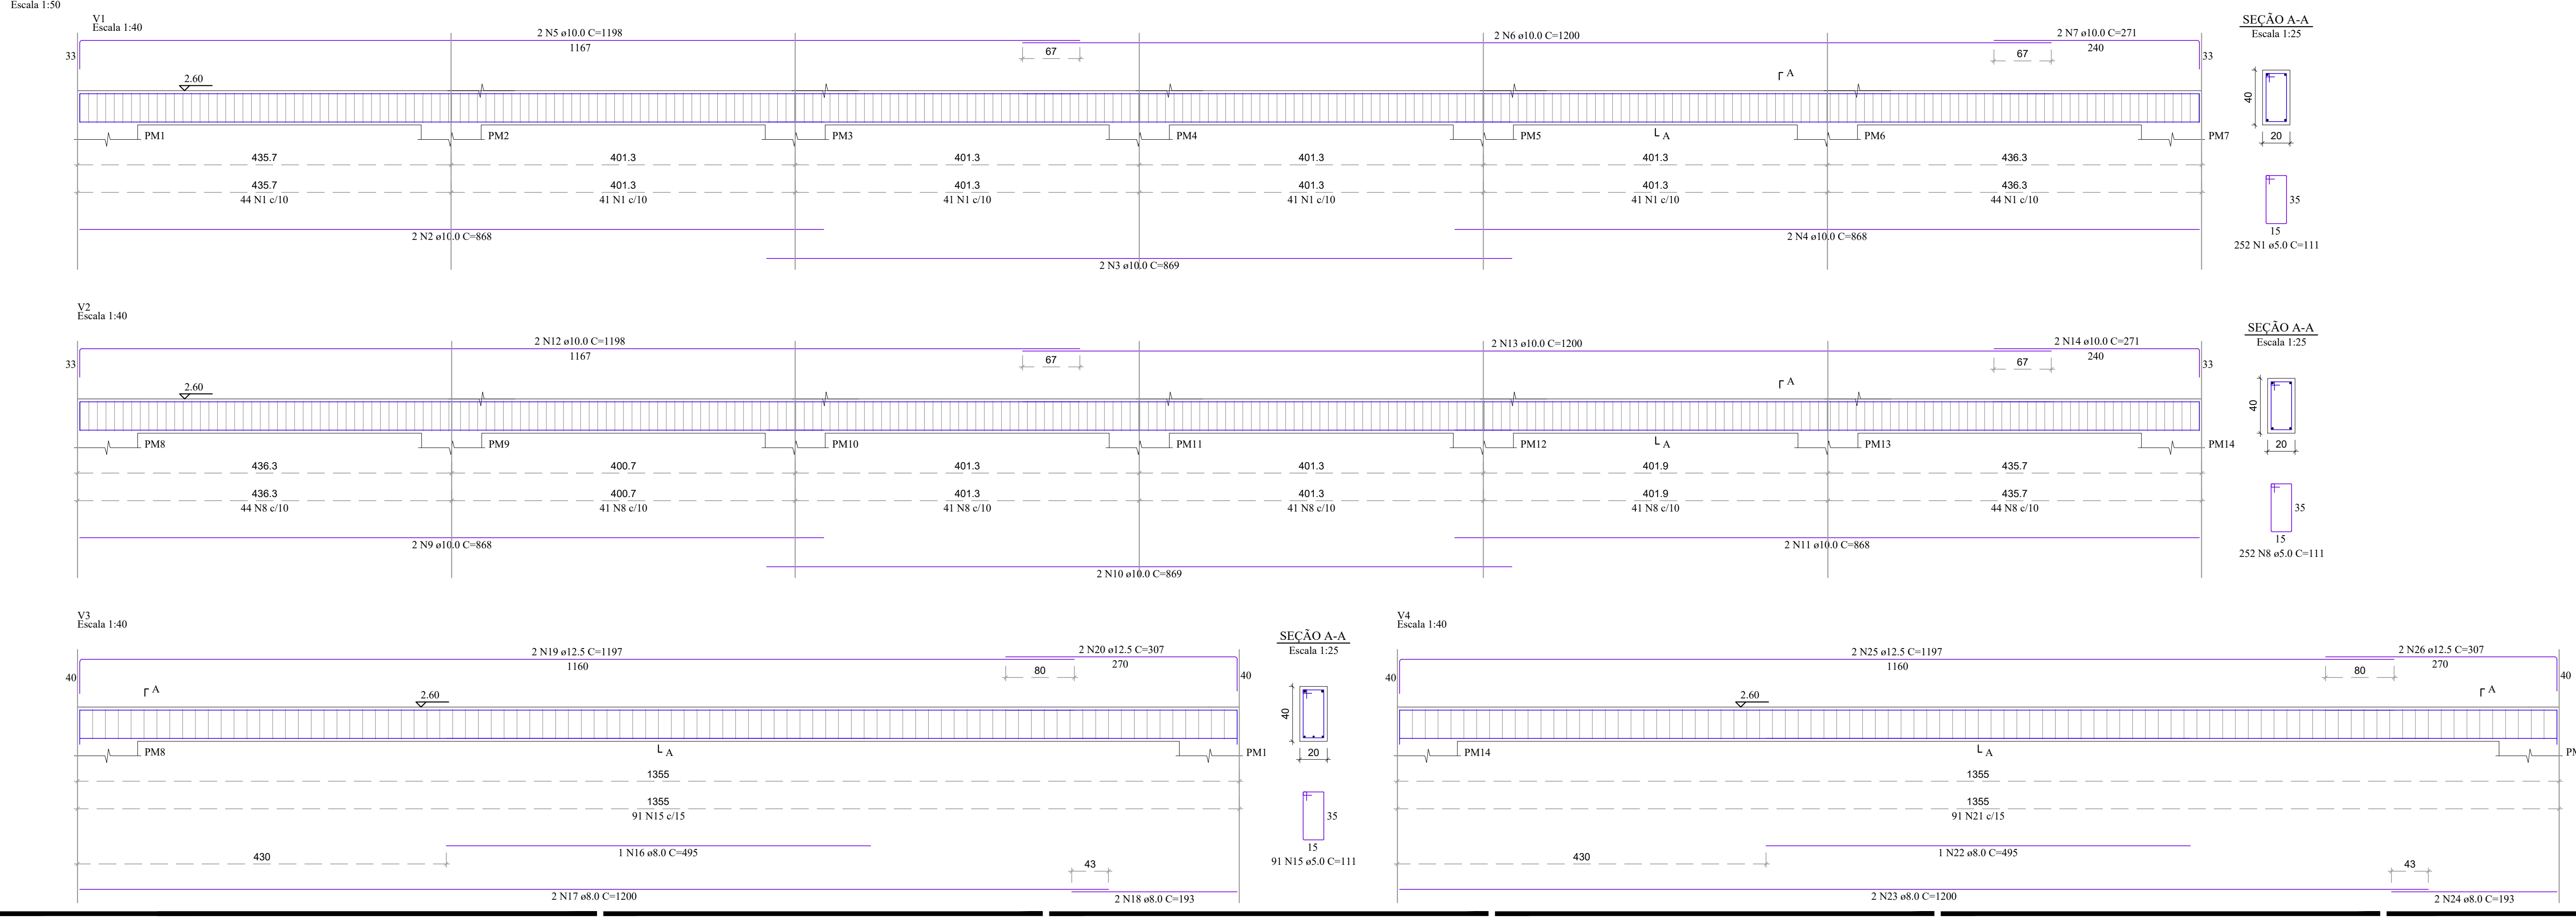 Escala 1:50
V1
Escala 1:40
2 N5 ø10.0 C=1198
1167
67
2 N6 ø10.0 C=1200
67
2 N7 ø10.0 C=271
240
33
33
2.60
A
PM1
PM2
PM3
PM4
PM5
A
PM6
PM7
435.7
401.3
401.3
401.3
401.3
436.3
435.7
401.3
401.3
401.3
401.3
436.3
44 N1 c/10
41 N1 c/10
41 N1 c/10
41 N1 c/10
41 N1 c/10
44 N1 c/10
2 N2 ø10.0 C=868
2 N4 ø10.0 C=868
2 N3 ø10.0 C=869
SEÇÃO A-A
Escala 1:25
40
20
35
15
252 N1 ø5.0 C=111
V2
Escala 1:40
2 N12 ø10.0 C=1198
1167
67
2 N13 ø10.0 C=1200
67
2 N14 ø10.0 C=271
240
33
33
2.60
A
PM8
PM9
PM10
PM11
PM12
A
PM13
PM14
436.3
400.7
401.3
401.3
401.9
435.7
436.3
400.7
401.3
401.3
401.9
435.7
44 N8 c/10
41 N8 c/10
41 N8 c/10
41 N8 c/10
41 N8 c/10
44 N8 c/10
2 N9 ø10.0 C=868
2 N11 ø10.0 C=868
2 N10 ø10.0 C=869
SEÇÃO A-A
Escala 1:25
40
20
35
15
252 N8 ø5.0 C=111
V3
Escala 1:40
2 N19 ø12.5 C=1197
1160
80
2 N20 ø12.5 C=307
270
40
40
A
2.60
PM8
A
PM1
1355
1355
91 N15 c/15
1 N16 ø8.0 C=495
430
43
2 N17 ø8.0 C=1200
2 N18 ø8.0 C=193
SEÇÃO A-A
Escala 1:25
40
20
35
15
91 N15 ø5.0 C=111
V4
Escala 1:40
2 N25 ø12.5 C=1197
1160
80
2 N26 ø12.5 C=307
270
40
40
2.60
A
PM14
A
1355
1355
91 N21 c/15
1 N22 ø8.0 C=495
430
43
2 N23 ø8.0 C=1200
2 N24 ø8.0 C=193